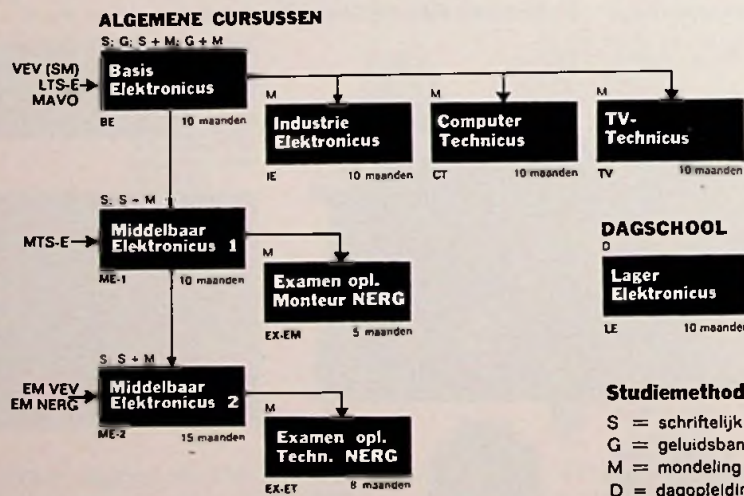 ALGEMENE CURSUSSEN
S; G; S + M; G + M
VEV (SM)
LTS-E
MAVO
Basis
Elektronicus
BE 10 maanden
M
Industrie
Elektronicus
IE 10 maanden
M
Computer
Technicus
CT 10 maanden
M
TV-
Technicus
TV 10 maanden
S; S + M
MTS-E
Middelbaar
Elektronicus 1
ME-1 10 maanden
M
Examen opl.
Monteur NERG
EX-EM 5 maanden
DAGSCHOOL
D
Lager
Elektronicus
LE 10 maanden
S S + M
EM VEV
EM NERG
Middelbaar
Elektronicus 2
ME-2 15 maanden
M
Examen opl.
Techn. NERG
EX-ET 8 maanden
Studiemethod
S = schriftelijk
G = geluidsban
M = mondeling
D = dagopleidin